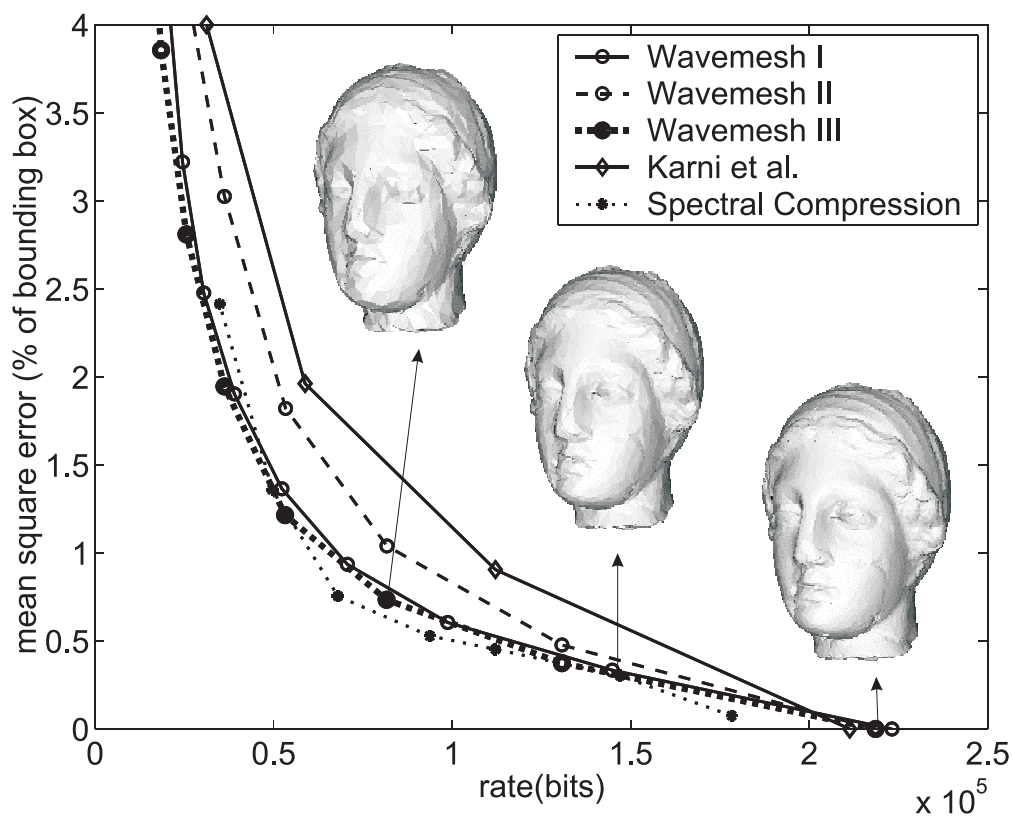 4
3.5
3
2.5
2
1.5
1
0.5
0
mean square error (% of bounding box)
Wavemesh I
Wavemesh II
Wavemesh III
Karni et al.
Spectral Compression
0 0.5 1 1.5 2 2.5
rate(bits)
x 10^5